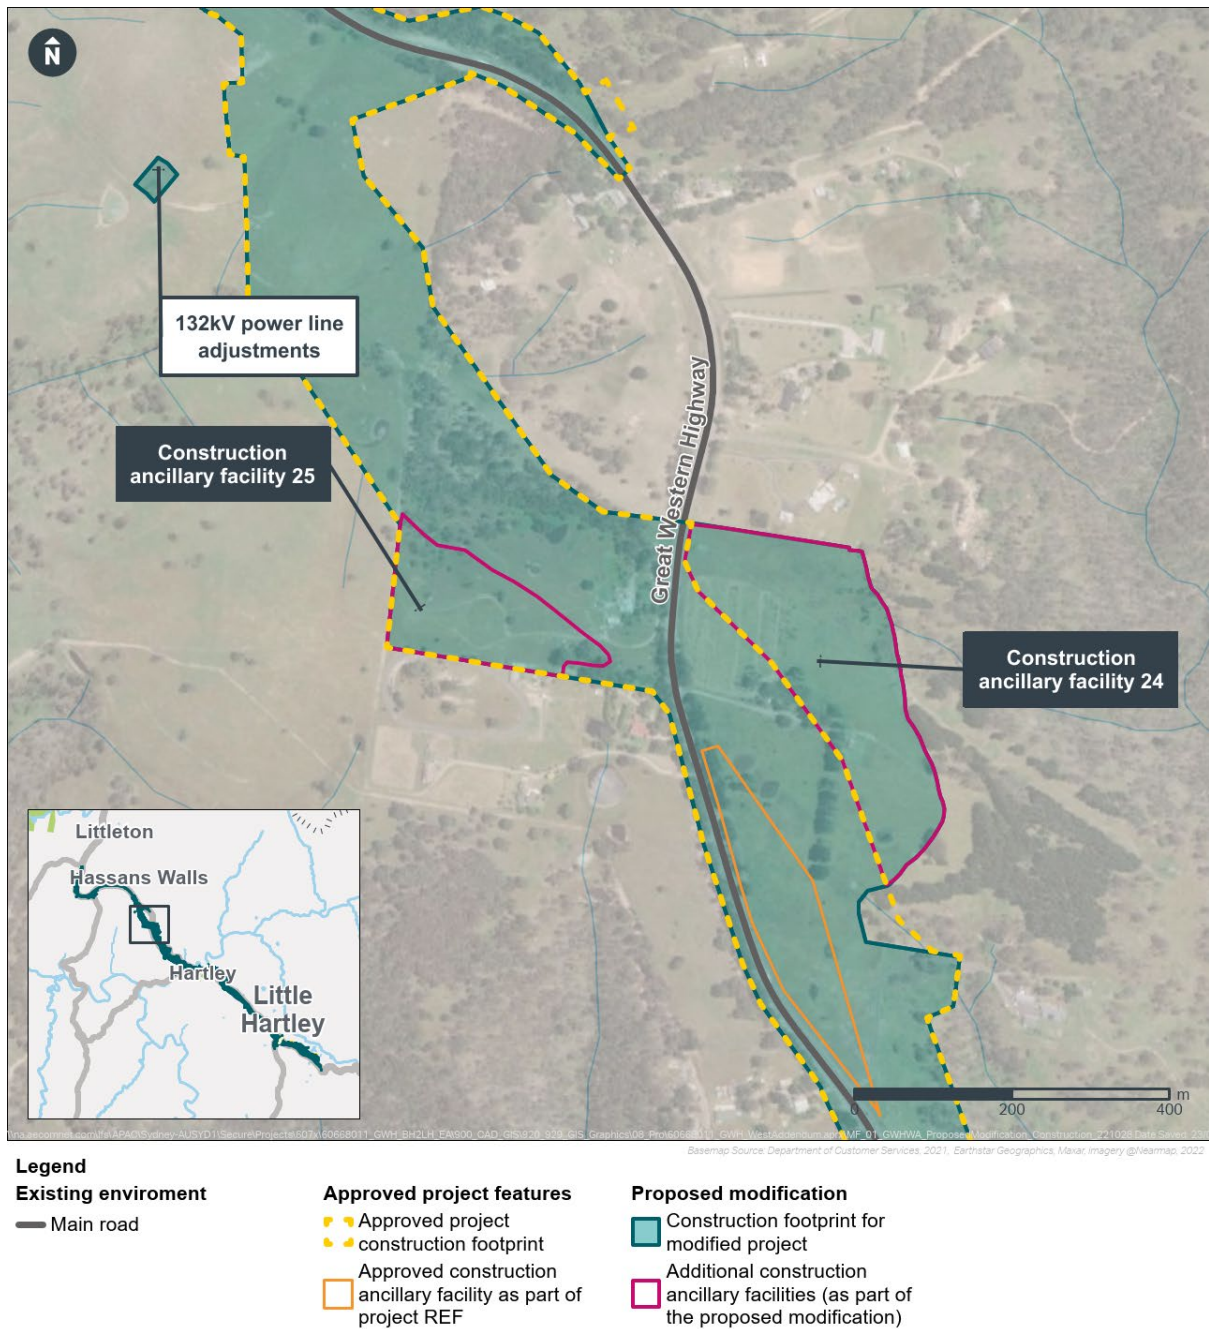 N
132kV power line
adjustments
Construction
ancillary facility 25
Great Western Highway
Construction
ancillary facility 24
Littleton
Hassans Walls
Hartley
Little
Hartley
0 200 400 m
Basemap Source: Department of Customer Services, 2021, Earthstar Geographics, Maxar, imagery @Nearmap, 2022
Legend
Existing enviroment
Main road
Approved project features
Approved project
construction footprint
Approved construction
ancillary facility as part of
project REF
Proposed modification
Construction footprint for
modified project
Additional construction
ancillary facilities (as part of
the proposed modification)